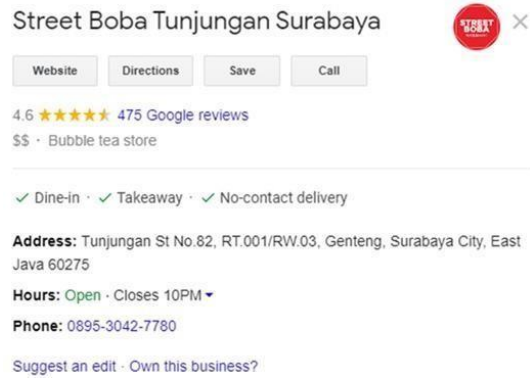 Street Boba Tunjungan Surabaya
STREET
BOBA
Website
Directions
Save
Call
4.6 475 Google reviews
$$ · Bubble tea store
Dine-in · Takeaway · No-contact delivery
Address: Tunjungan St No.82, RT.001/RW.03, Genteng, Surabaya City, East
Java 60275
Hours: Open · Closes 10PM
Phone: 0895-3042-7780
Suggest an edit · Own this business?